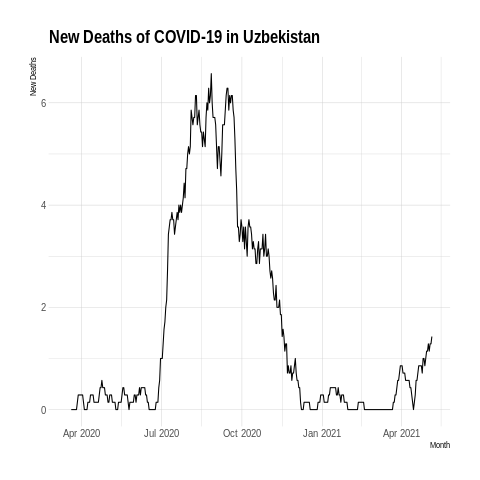 New Deaths of COVID-19 in Uzbekistan
New Deaths
6
4
2
0
Apr 2020 Jul 2020 Oct 2020 Jan 2021 Apr 2021
Month